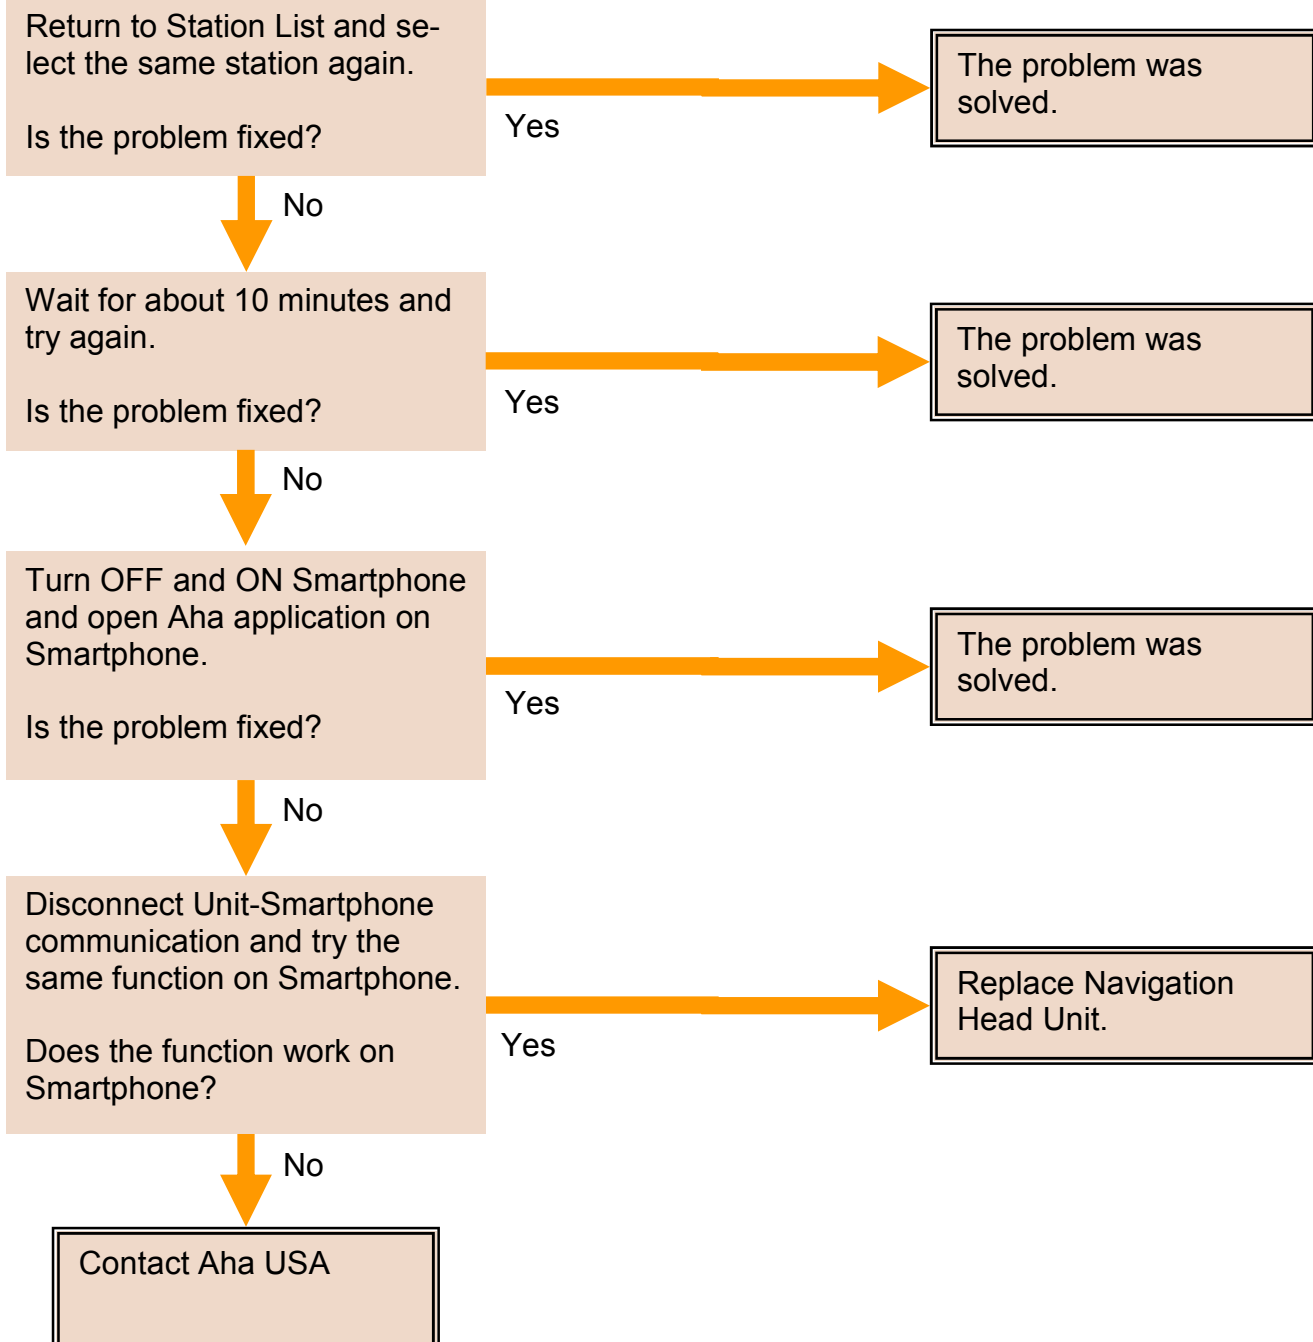 Return to Station List and se-
lect the same station again.
Is the problem fixed?
Yes
The problem was
solved.
No
Wait for about 10 minutes and
try again.
Is the problem fixed?
Yes
The problem was
solved.
No
Turn OFF and ON Smartphone
and open Aha application on
Smartphone.
Is the problem fixed?
Yes
The problem was
solved.
No
Disconnect Unit-Smartphone
communication and try the
same function on Smartphone.
Does the function work on
Smartphone?
Yes
Replace Navigation
Head Unit.
No
Contact Aha USA